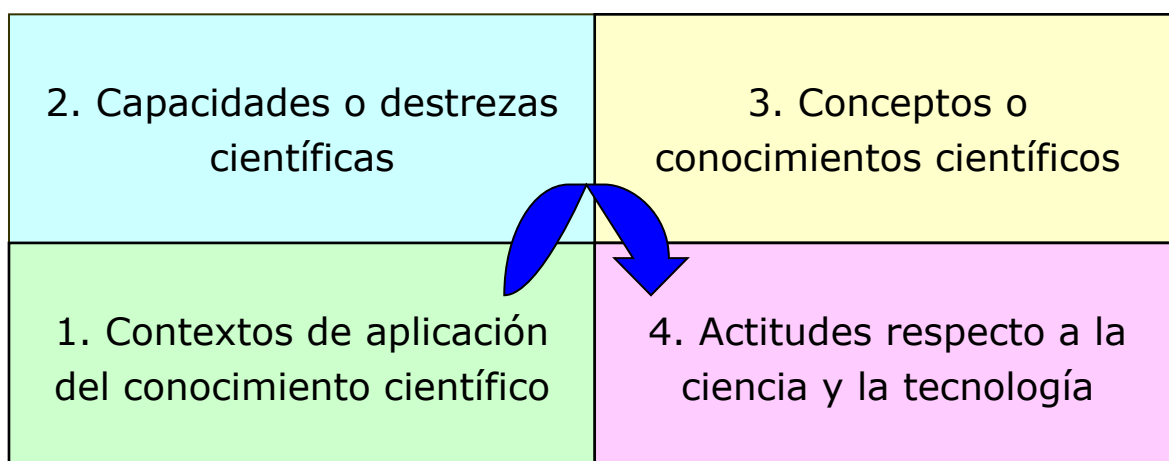 2. Capacidades o destrezas
científicas
3. Conceptos o
conocimientos científicos
1. Contextos de aplicación
del conocimiento científico
4. Actitudes respecto a la
ciencia y la tecnología